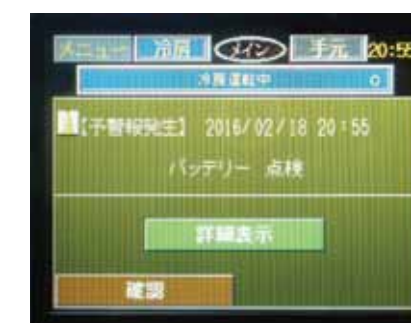 メニュー 冷房 メイン 手元 20:55
冷房運転中
【予警報発生】 2016/02/18 20:55
バッテリー 点検
詳細表示
確認